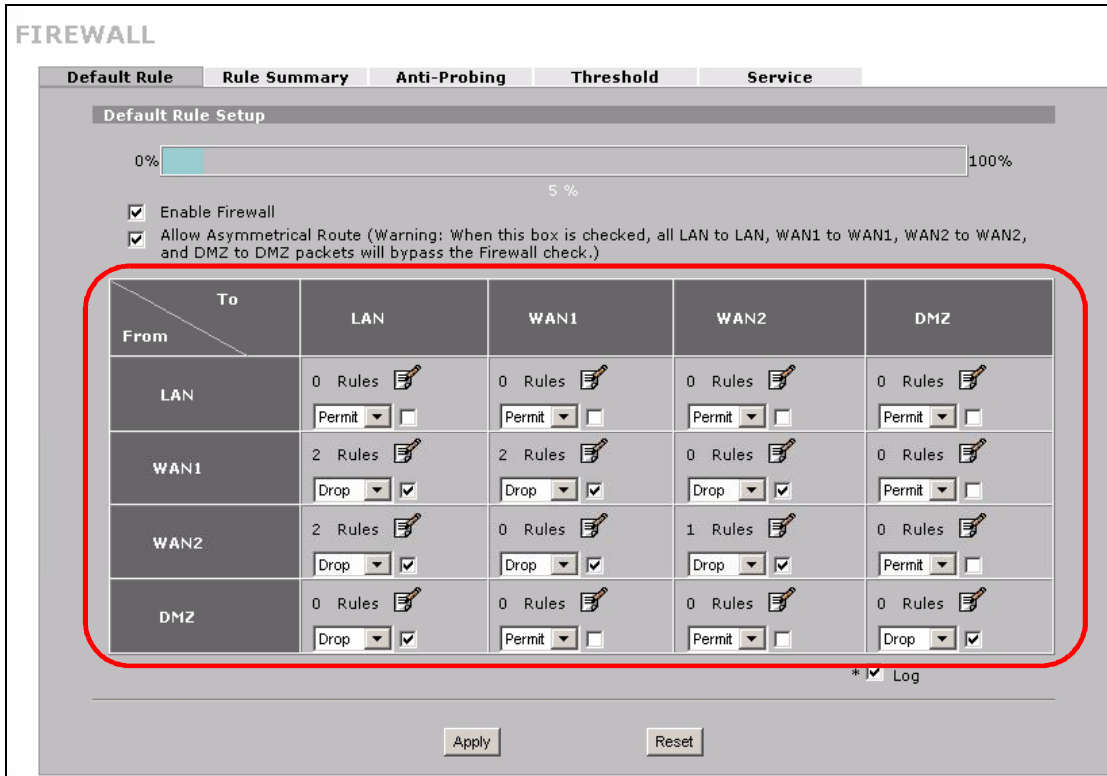 FIREWALL
Default Rule Rule Summary Anti-Probing Threshold Service
Default Rule Setup
0% 100%
5 %
Enable Firewall
Allow Asymmetrical Route (Warning: When this box is checked, all LAN to LAN, WAN1 to WAN1, WAN2 to WAN2,
and DMZ to DMZ packets will bypass the Firewall check.)
To
From
LAN WAN1 WAN2 DMZ
LAN
0 Rules 0 Rules 0 Rules 0 Rules
Permit Permit Permit Permit
WAN1
2 Rules 2 Rules 0 Rules 0 Rules
Drop Drop Drop Permit
WAN2
2 Rules 0 Rules 1 Rules 0 Rules
Drop Drop Drop Permit
DMZ
0 Rules 0 Rules 0 Rules 0 Rules
Drop Permit Permit Drop
* Log
Apply Reset